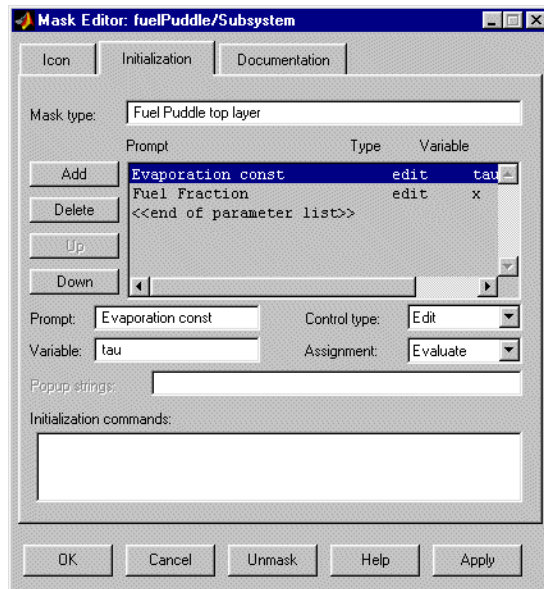 Mask Editor: fuelPuddle/Subsystem
Icon Initialization Documentation
Mask type: Fuel Puddle top layer
Prompt Type Variable
Add Evaporation const edit tau
Fuel Fraction edit x
Delete <<end of parameter list>>
Up
Down
Prompt: Evaporation const Control type: Edit
Variable: tau Assignment: Evaluate
Popup strings:
Initialization commands:
OK Cancel Unmask Help Apply